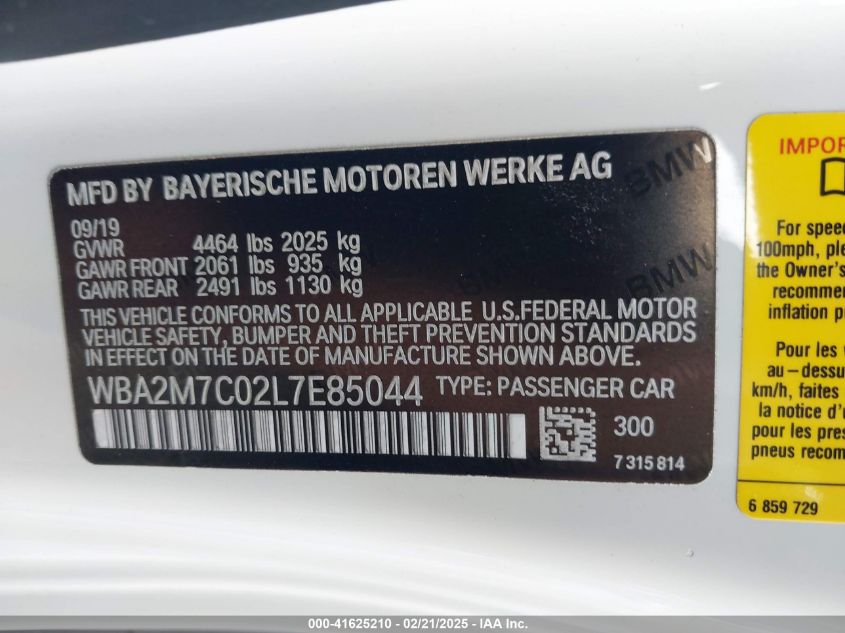 MFD BY BAYERISCHE MOTOREN WERKE AG
BMW
BMW
09/19
GVWR 4464 lbs 2025 kg
GAWR FRONT 2061 lbs 935 kg
GAWR REAR 2491 lbs 1130 kg
THIS VEHICLE CONFORMS TO ALL APPLICABLE U.S.FEDERAL MOTOR
VEHICLE SAFETY, BUMPER AND THEFT PREVENTION STANDARDS
IN EFFECT ON THE DATE OF MANUFACTURE SHOWN ABOVE.
WBA2M7C02L7E85044 TYPE: PASSENGER CAR
300
7 315 814
IMPOR
For speed
100mph, ple
the Owner's
recommen
inflation p
Pour les
au-dessu
km/h, faites
la notice d'u
pour les pres
pneus recom
6 859 729
000-41625210 - 02/21/2025 - IAA Inc.